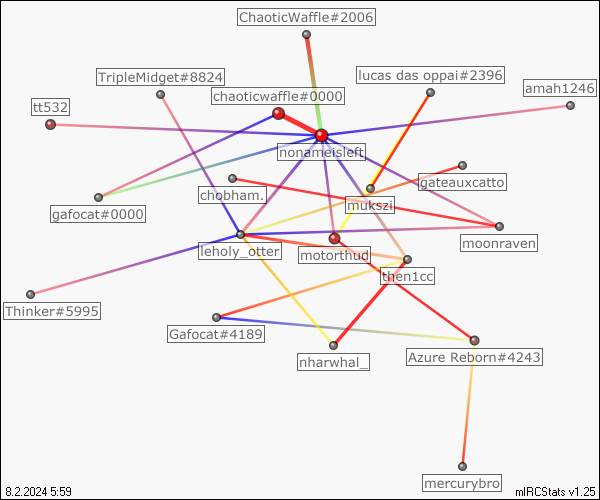 ChaoticWaffle#2006
TripleMidget#8824
lucas das oppai#2396
amah1246
chaoticwaffle#0000
tt532
nonameisleft
gateauxcatto
chobham.
mukszi
gafocat#0000
moonraven
leholy_otter
motorthud
then1cc
Thinker#5995
Gafocat#4189
nharwhal_
Azure Reborn#4243
mercurybro
8.2.2024 5:59
mIRCStats v1.25